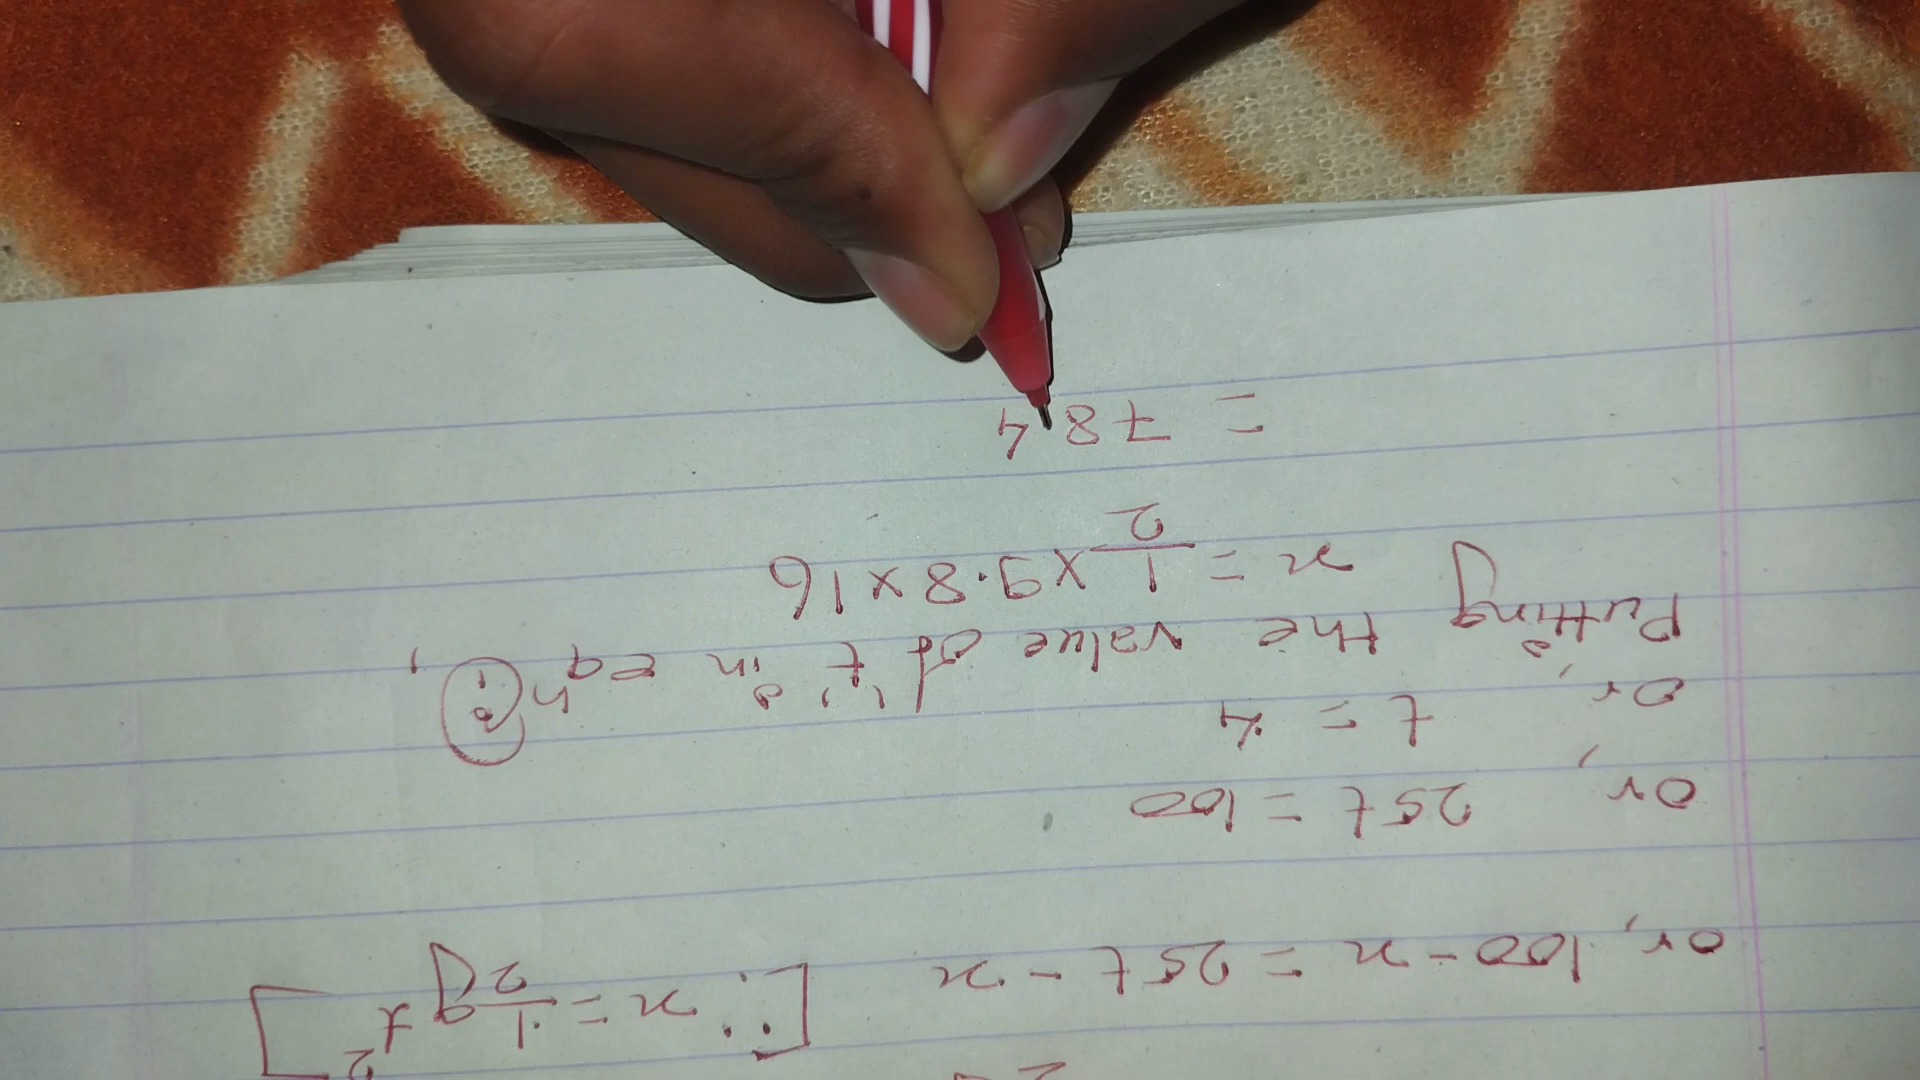 or, 100 - x = 25t - x [∵ x = 1/2 gt²]
or, 25t = 100
or, t = 4
Putting the value of 't' in eqn (i),
x = 1/2 × 9.8 × 16
= 78.4